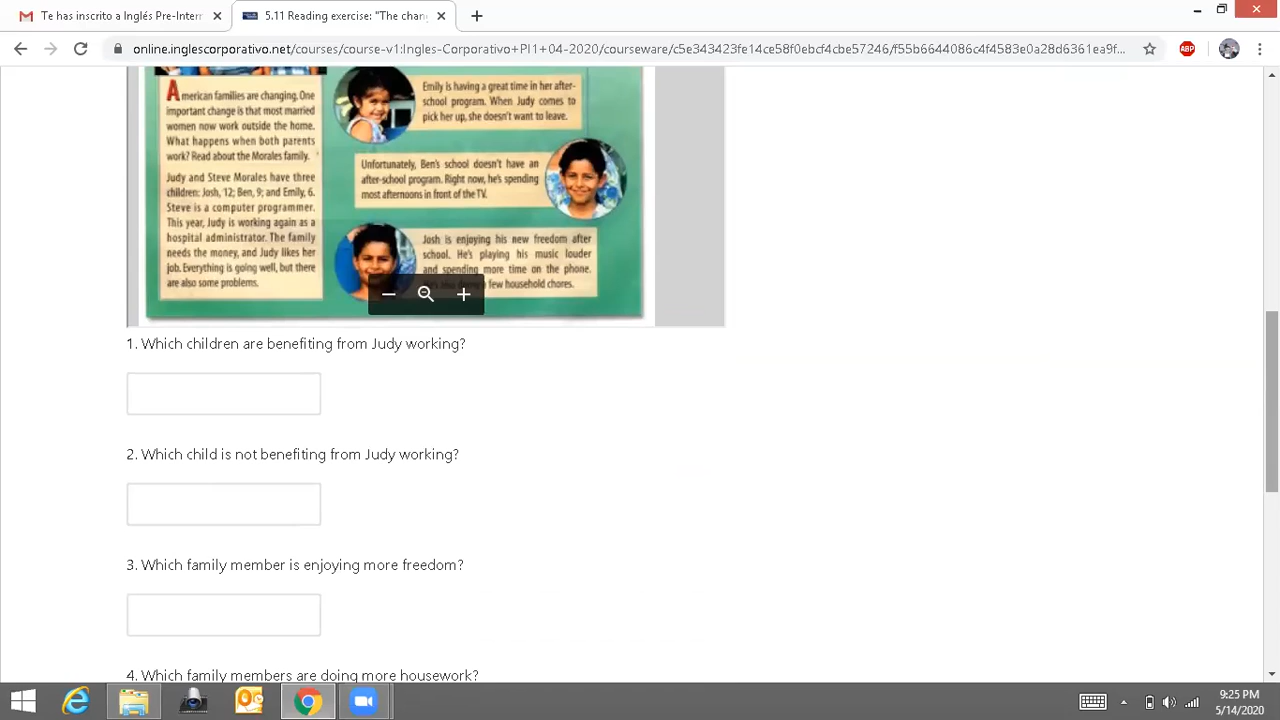 Te has inscrito a Inglés Pre-Interr
5.11 Reading exercise: "The chan
online.inglescorporativo.net/courses/course-v1:Ingles-Corporativo+PI1+04-2020/courseware/c5e343423fe14ce58f0ebcf4cbe57246/f55b6644086c4f4583e0a28d6361ea9f...
ABP
American families are changing. One
important change is that most married
women now work outside the home.
What happens when both parents
work? Read about the Morales family.
Judy and Steve Morales have three
children: Josh, 12; Ben, 9; and Emily, 6.
Steve is a computer programmer.
This year, Judy is working again as a
hospital administrator. The family
needs the money, and Judy likes her
job. Everything is going well, but there
are also some problems.
Emily is having a great time in her after-
school program. When Judy comes to
pick her up, she doesn't want to leave.
Unfortunately, Ben's school doesn't have an
after-school program. Right now, he's spending
most afternoons in front of the TV.
Josh is enjoying his new freedom after
school. He's playing his music louder
and spending more time on the phone.
few household chores.
1. Which children are benefiting from Judy working?
2. Which child is not benefiting from Judy working?
3. Which family member is enjoying more freedom?
4. Which family members are doing more housework?
9:25 PM
5/14/2020